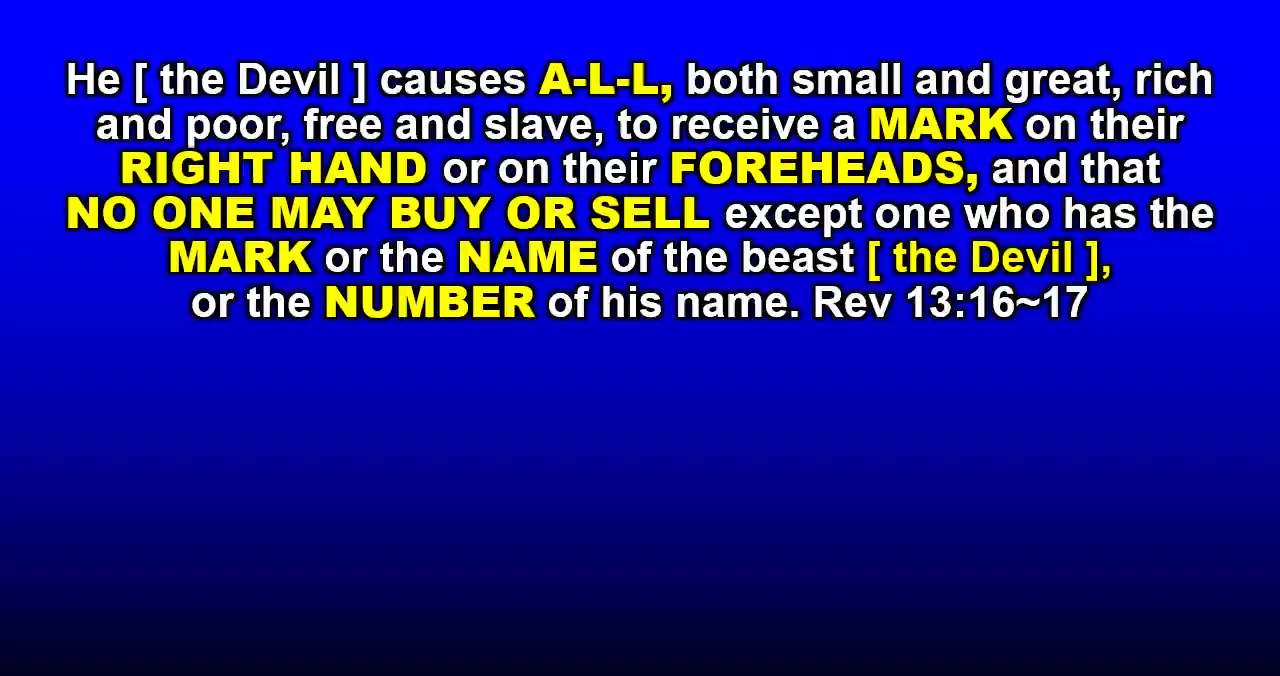 He [ the Devil ] causes A-L-L, both small and great, rich
and poor, free and slave, to receive a MARK on their
RIGHT HAND or on their FOREHEADS, and that
NO ONE MAY BUY OR SELL except one who has the
MARK or the NAME of the beast [ the Devil ],
or the NUMBER of his name. Rev 13:16~17